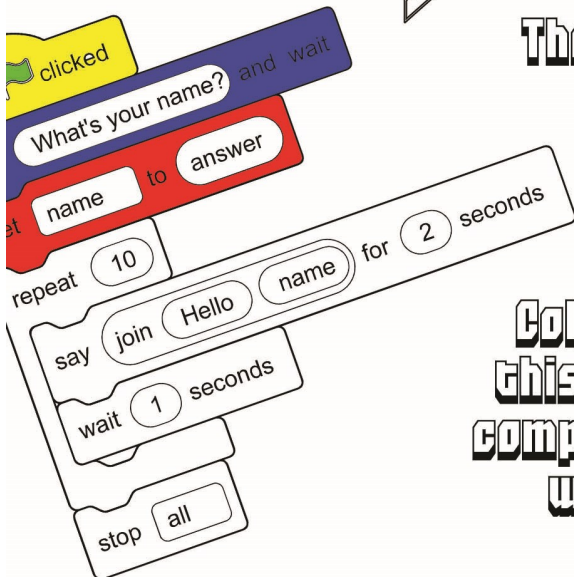 clicked
What's your name? and wait
name to answer
repeat 10
say join Hello name for 2 seconds
wait 1 seconds
stop all